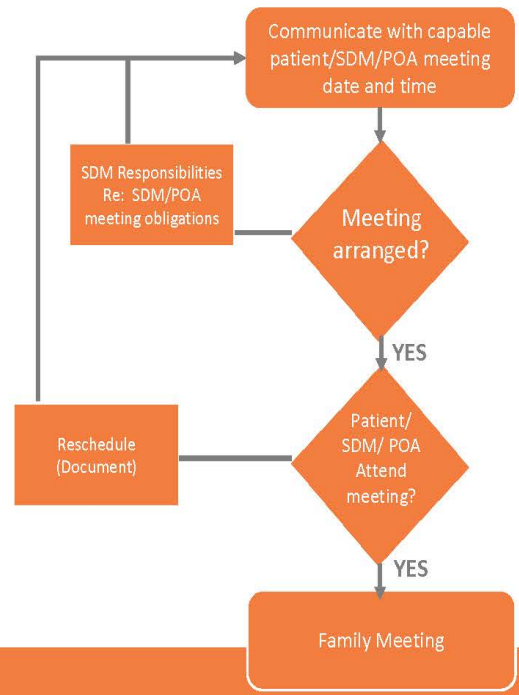 Communicate with capable
patient/SDM/POA meeting
date and time
SDM Responsibilities
Re: SDM/POA
meeting obligations
Meeting
arranged?
YES
Patient/
SDM/ POA
Attend
meeting?
Reschedule
(Document)
YES
Family Meeting